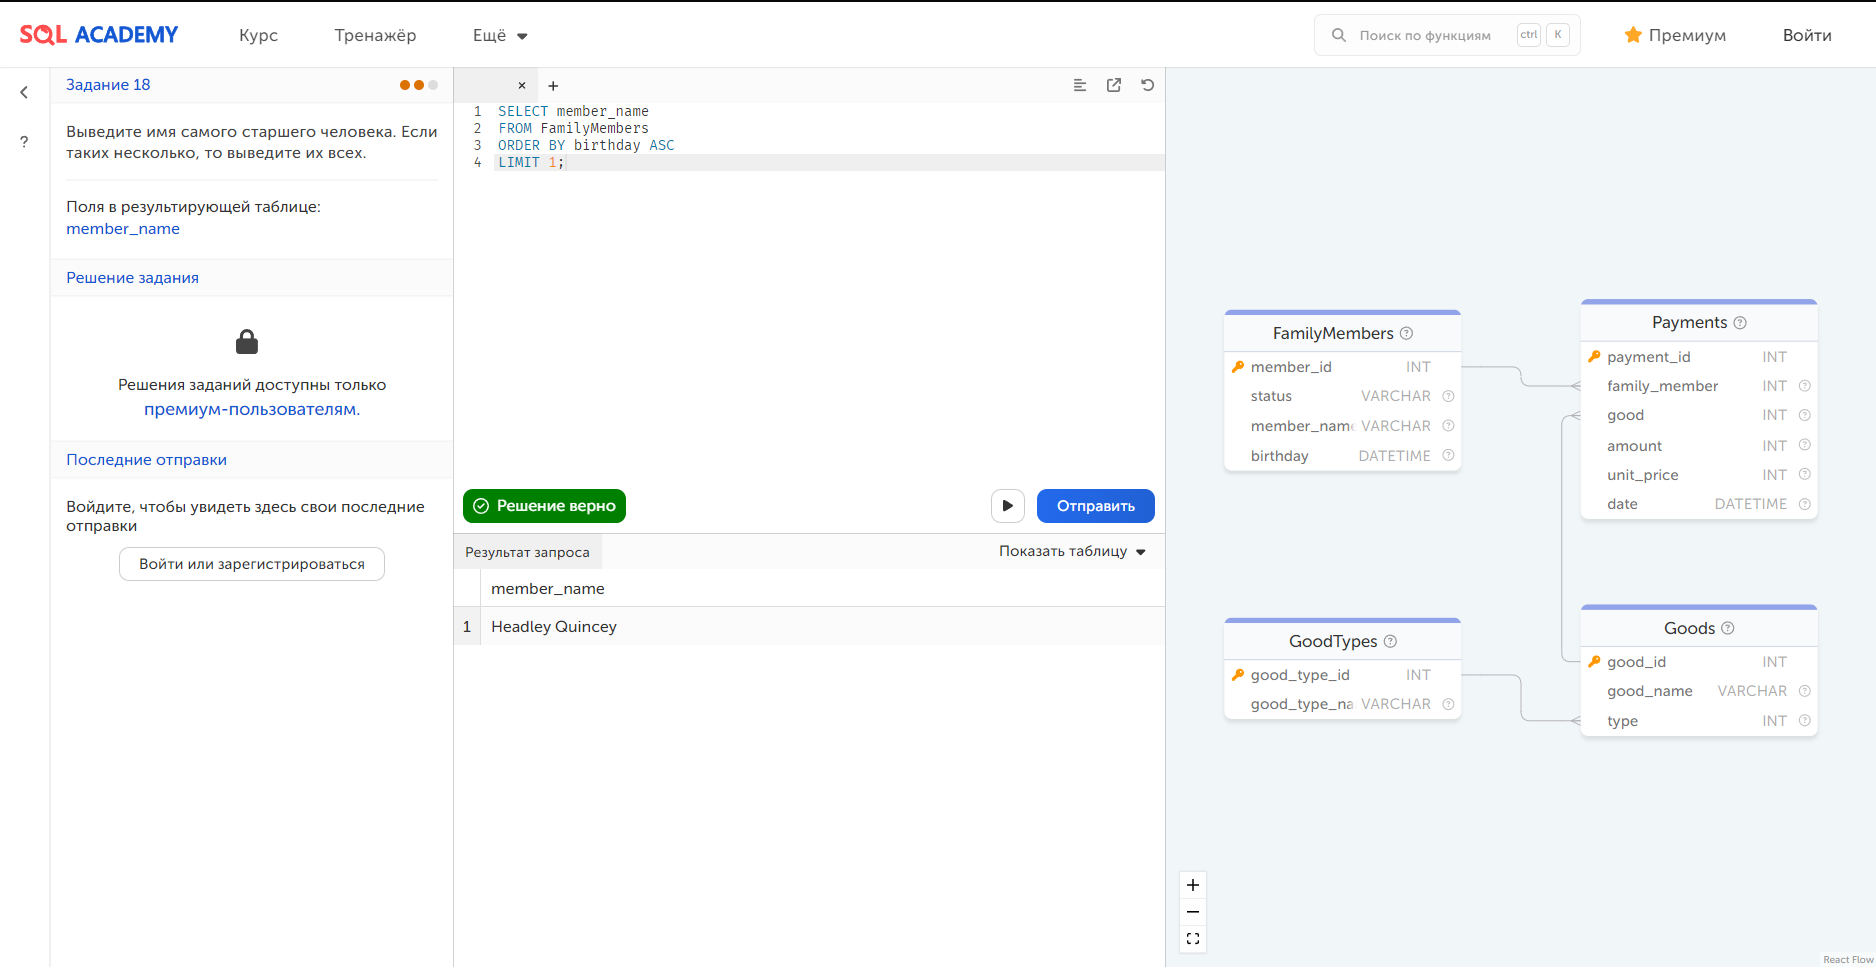 SQL ACADEMY
Курс
Тренажёр
Ещё
Поиск по функциям
ctrl
K
Премиум
Войти
?
Задание 18
Выведите имя самого старшего человека. Если
таких несколько, то выведите их всех.
Поля в результирующей таблице:
member_name
Решение задания
Решения заданий доступны только
премиум-пользователям.
Последние отправки
Войдите, чтобы увидеть здесь свои последние
отправки
Войти или зарегистрироваться
1 SELECT member_name
2 FROM FamilyMembers
3 ORDER BY birthday ASC
4 LIMIT 1;
Решение верно
Отправить
Результат запроса
Показать таблицу
member_name
1 Headley Quincey
FamilyMembers
member_id INT
status VARCHAR
member_name VARCHAR
birthday DATETIME
Payments
payment_id INT
family_member INT
good INT
amount INT
unit_price INT
date DATETIME
GoodTypes
good_type_id INT
good_type_na VARCHAR
Goods
good_id INT
good_name VARCHAR
type INT
React Flow